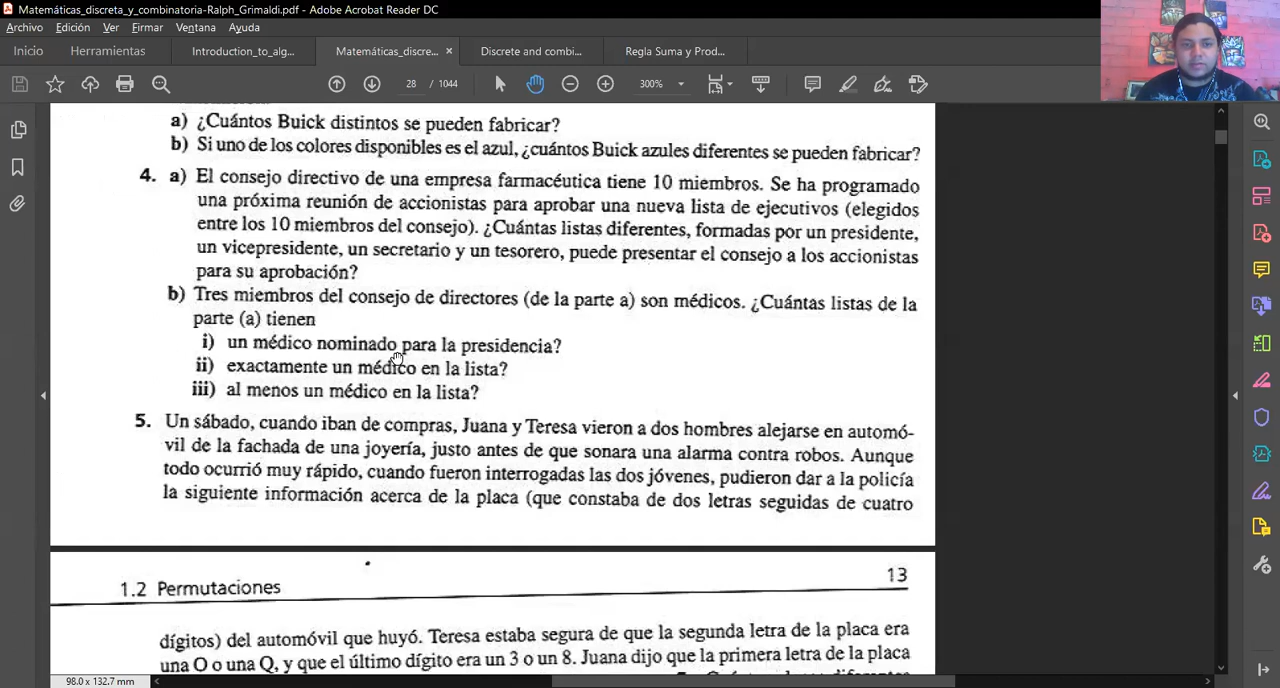 Matemáticas_discreta_y_combinatoria-Ralph_Grimaldi.pdf - Adobe Acrobat Reader DC
Archivo Edición Ver Firmar Ventana Ayuda
Inicio Herramientas Introduction_to_alg... Matemáticas_discre... × Discrete and combi... Regla Suma y Prod...
28 / 1044 300%
a) ¿Cuántos Buick distintos se pueden fabricar?
b) Si uno de los colores disponibles es el azul, ¿cuántos Buick azules diferentes se pueden fabricar?
4. a) El consejo directivo de una empresa farmacéutica tiene 10 miembros. Se ha programado
una próxima reunión de accionistas para aprobar una nueva lista de ejecutivos (elegidos
entre los 10 miembros del consejo). ¿Cuántas listas diferentes, formadas por un presidente,
un vicepresidente, un secretario y un tesorero, puede presentar el consejo a los accionistas
para su aprobación?
b) Tres miembros del consejo de directores (de la parte a) son médicos. ¿Cuántas listas de la
parte (a) tienen
i) un médico nominado para la presidencia?
ii) exactamente un médico en la lista?
iii) al menos un médico en la lista?
5. Un sábado, cuando iban de compras, Juana y Teresa vieron a dos hombres alejarse en automó-
vil de la fachada de una joyería, justo antes de que sonara una alarma contra robos. Aunque
todo ocurrió muy rápido, cuando fueron interrogadas las dos jóvenes, pudieron dar a la policía
la siguiente información acerca de la placa (que constaba de dos letras seguidas de cuatro
1.2 Permutaciones 13
dígitos) del automóvil que huyó. Teresa estaba segura de que la segunda letra de la placa era
una O o una Q, y que el último dígito era un 3 o un 8. Juana dijo que la primera letra de la placa
98.0 x 132.7 mm